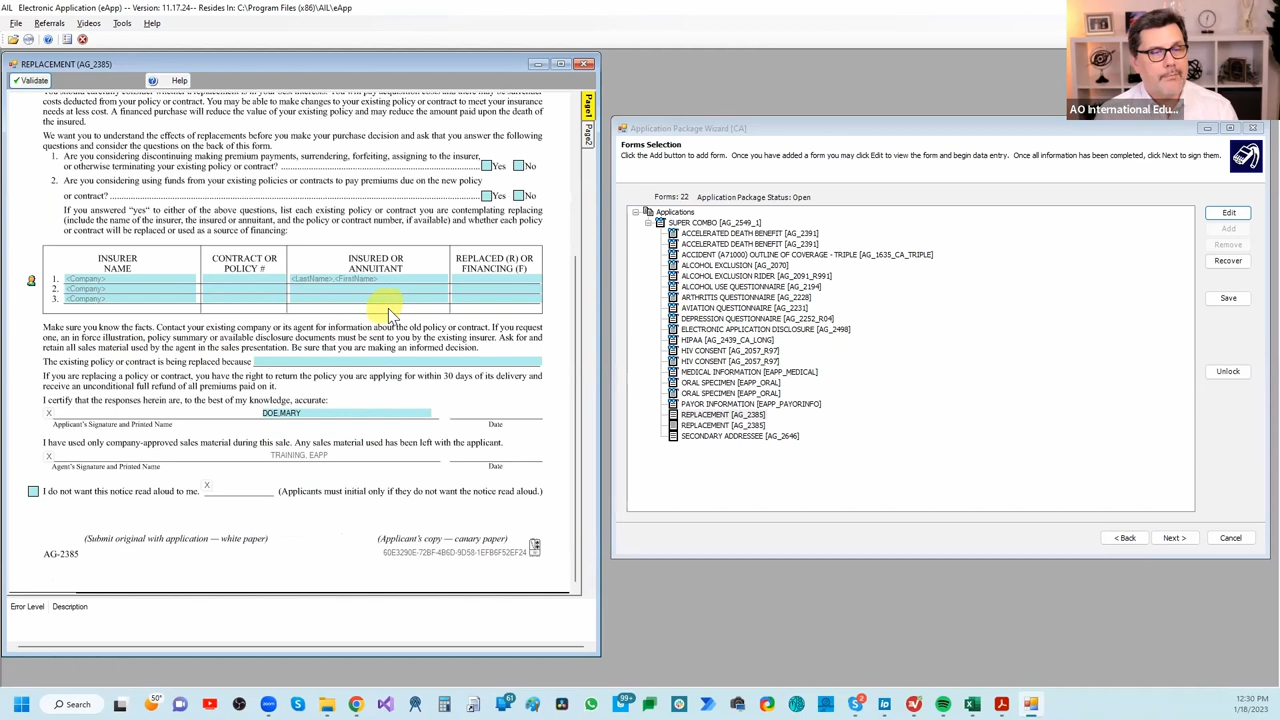 AIL   Electronic Application (eApp) -- Version: 11.17.24-- Resides In: C:\Program Files (x86)\AIL\eApp
File Referrals Videos Tools Help
REPLACEMENT (AG_2385)
Validate Help
Page1
Page2
costs deducted from your policy or contract. You may be able to make changes to your existing policy or contract to meet your insurance
needs at less cost. A financed purchase will reduce the value of your existing policy and may reduce the amount paid upon the death of
the insured.
We want you to understand the effects of replacements before you make your purchase decision and ask that you answer the following
questions and consider the questions on the back of this form.
1. Are you considering discontinuing making premium payments, surrendering, forfeiting, assigning to the insurer,
or otherwise terminating your existing policy or contract? Yes No
2. Are you considering using funds from your existing policies or contracts to pay premiums due on the new policy
or contract? Yes No
If you answered “yes” to either of the above questions, list each existing policy or contract you are contemplating replacing
(include the name of the insurer, the insured or annuitant, and the policy or contract number, if available) and whether each policy
or contract will be replaced or used as a source of financing:
INSURER NAME CONTRACT OR POLICY # INSURED OR ANNUITANT REPLACED (R) OR FINANCING (F)
1. <Company> <LastName>,<FirstName>
2. <Company>
3. <Company>
Make sure you know the facts. Contact your existing company or its agent for information about the old policy or contract. If you request
one, an in force illustration, policy summary or available disclosure documents must be sent to you by the existing insurer. Ask for and
retain all sales material used by the agent in the sales presentation. Be sure that you are making an informed decision.
The existing policy or contract is being replaced because
If you are replacing a policy or contract, you have the right to return the policy you are applying for within 30 days of its delivery and
receive an unconditional full refund of all premiums paid on it.
I certify that the responses herein are, to the best of my knowledge, accurate:
X DOE,MARY
Applicant's Signature and Printed Name Date
I have used only company-approved sales material during this sale. Any sales material used has been left with the applicant.
X TRAINING, EAPP
Agent's Signature and Printed Name Date
I do not want this notice read aloud to me. X (Applicants must initial only if they do not want the notice read aloud.)
(Submit original with application — white paper) (Applicant's copy — canary paper)
AG-2385 60E3290E-72BF-4B6D-9D58-1EFB6F52EF24
Error Level Description
AO International Edu...
Application Package Wizard [CA]
Forms Selection
Click the Add button to add form. Once you have added a form you may click Edit to view the form and begin data entry. Once all information has been completed, click Next to sign them.
Forms: 22 Application Package Status: Open
Applications
SUPER COMBO [AG_2549_1]
ACCELERATED DEATH BENEFIT [AG_2391]
ACCELERATED DEATH BENEFIT [AG_2391]
ACCIDENT (A71000) OUTLINE OF COVERAGE - TRIPLE [AG_1635_CA_TRIPLE]
ALCOHOL EXCLUSION [AG_2070]
ALCOHOL EXCLUSION RIDER [AG_2091_R991]
ALCOHOL USE QUESTIONNAIRE [AG_2194]
ARTHRITIS QUESTIONNAIRE [AG_2228]
AVIATION QUESTIONNAIRE [AG_2231]
DEPRESSION QUESTIONNAIRE [AG_2252_R04]
ELECTRONIC APPLICATION DISCLOSURE [AG_2498]
HIPAA [AG_2439_CA_LONG]
HIV CONSENT [AG_2057_R97]
HIV CONSENT [AG_2057_R97]
MEDICAL INFORMATION [EAPP_MEDICAL]
ORAL SPECIMEN [EAPP_ORAL]
ORAL SPECIMEN [EAPP_ORAL]
PAYOR INFORMATION [EAPP_PAYORINFO]
REPLACEMENT [AG_2385]
REPLACEMENT [AG_2385]
SECONDARY ADDRESSEE [AG_2646]
Edit
Add
Remove
Recover
Save
Unlock
< Back Next > Cancel
Search
50°
61
99+
2
12:30 PM
1/18/2023